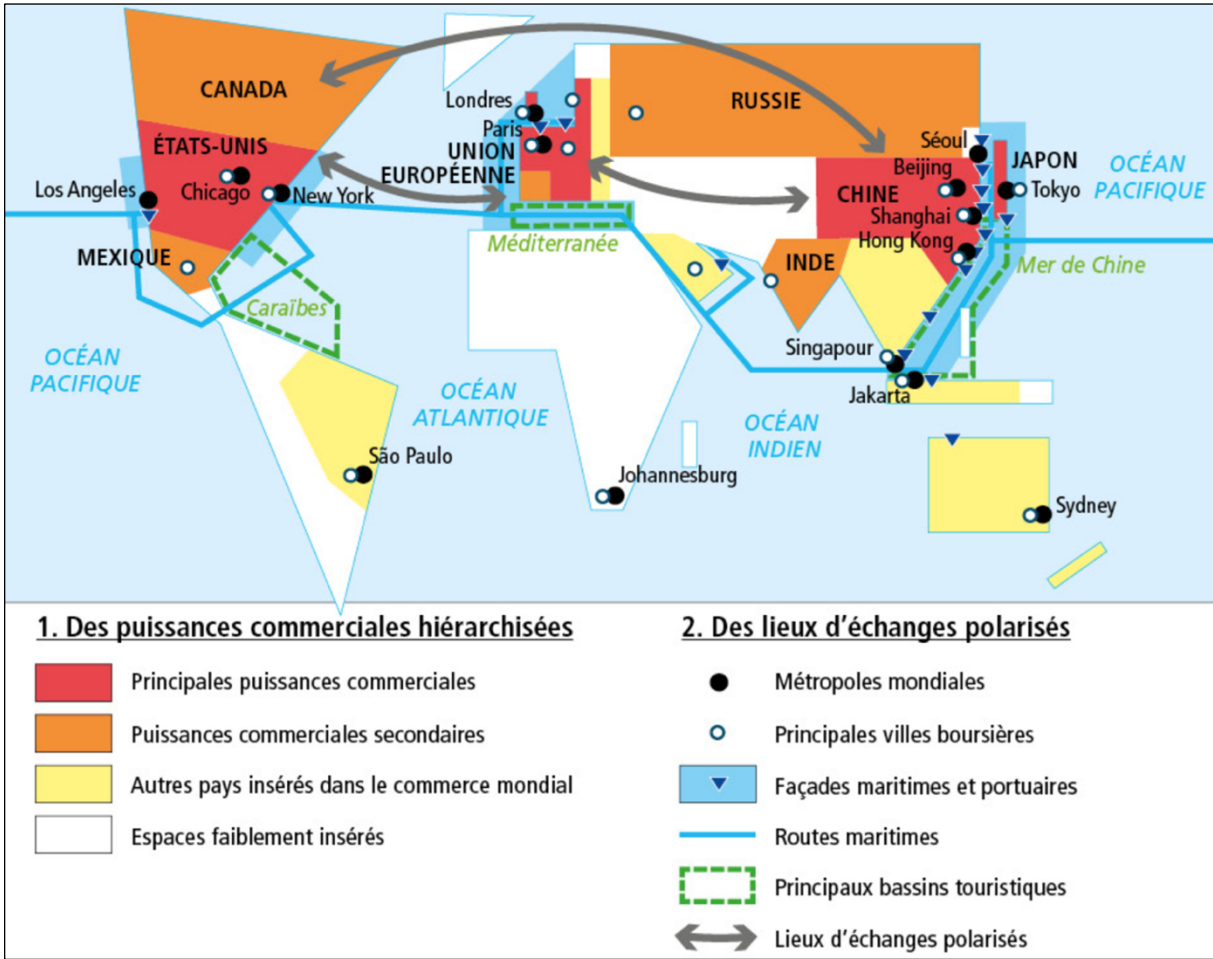 CANADA
RUSSIE
Londres
Paris
UNION
EUROPÉENNE
Séoul
Beijing
JAPON
OCÉAN
PACIFIQUE
ÉTATS-UNIS
Los Angeles
Chicago
New York
CHINE
Tokyo
Shanghai
Hong Kong
MEXIQUE
Méditerranée
INDE
Mer de Chine
Caraïbes
OCÉAN
PACIFIQUE
OCÉAN
ATLANTIQUE
Singapour
Jakarta
OCÉAN
INDIEN
São Paulo
Johannesburg
Sydney
1. Des puissances commerciales hiérarchisées
Principales puissances commerciales
Puissances commerciales secondaires
Autres pays insérés dans le commerce mondial
Espaces faiblement insérés
2. Des lieux d'échanges polarisés
Métropoles mondiales
Principales villes boursières
Façades maritimes et portuaires
Routes maritimes
Principaux bassins touristiques
Lieux d'échanges polarisés